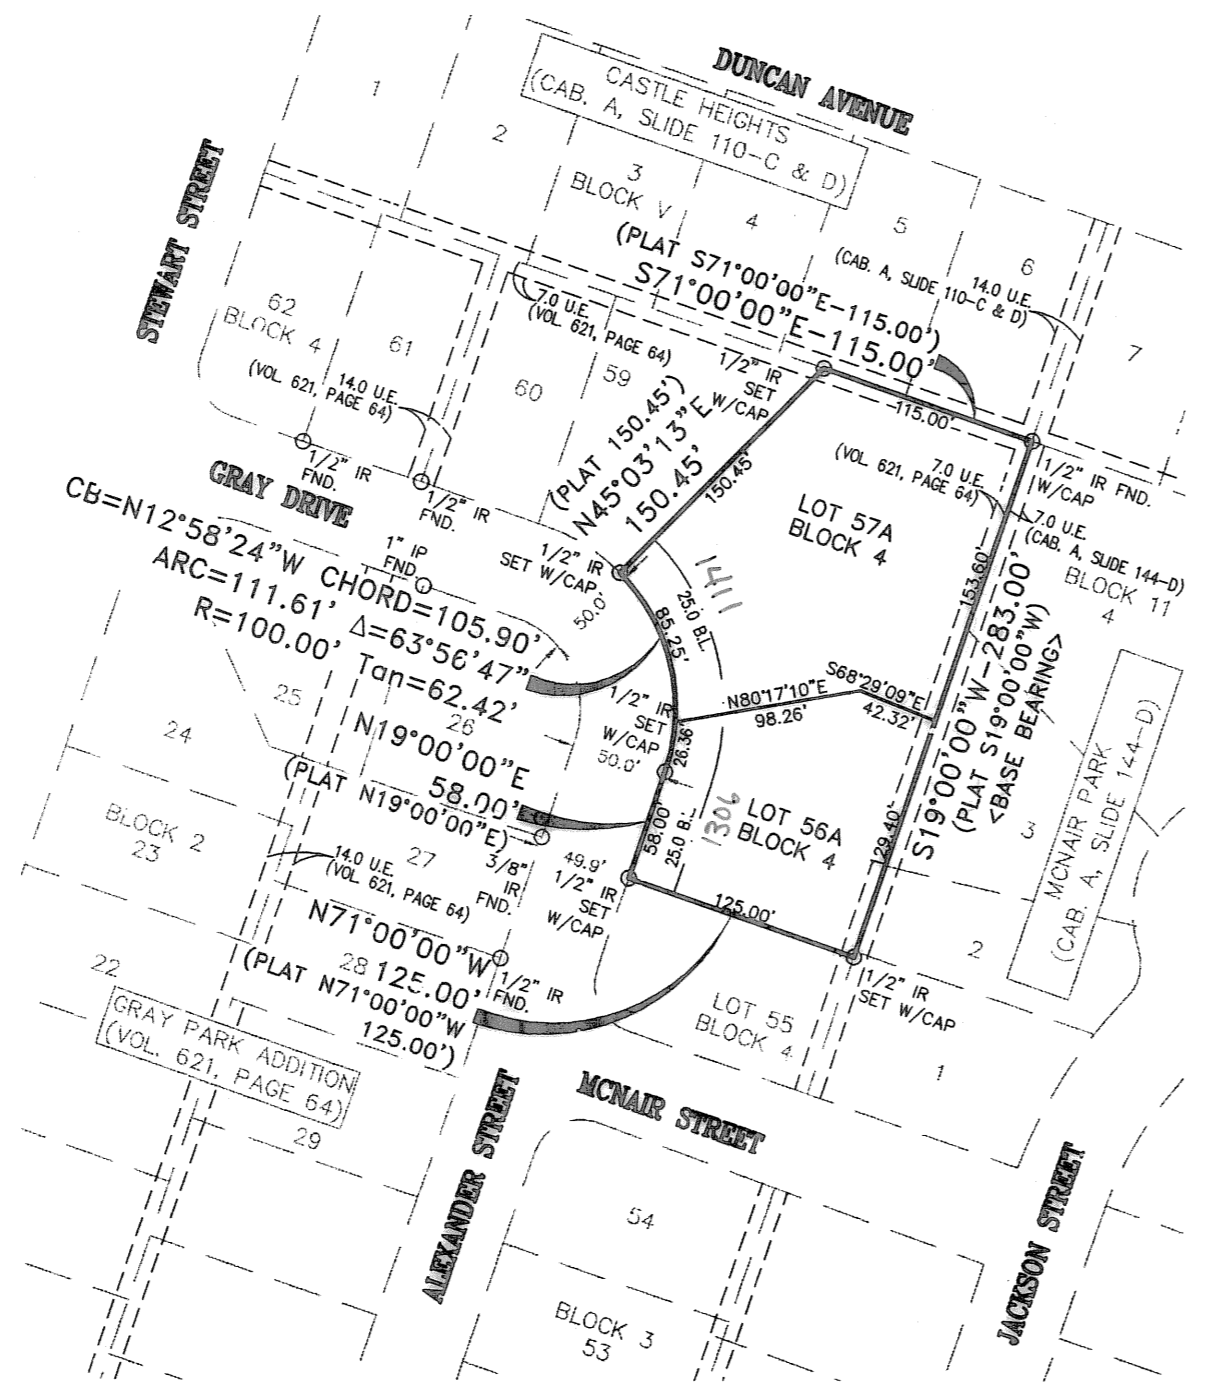 DUNCAN AVENUE
CASTLE HEIGHTS
(CAB. A, SLIDE 110-C & D)
1
2
3
BLOCK V
4
5
6
7
STEWART STREET
(PLAT S71°00'00"E-115.00')
S71°00'00"E-115.00'
(CAB. A, SLIDE 110-C & D)
14.0 U.E.
7.0 U.E.
(VOL. 621, PAGE 64)
62
BLOCK 4
61
60
59
14.0 U.E.
(VOL. 621, PAGE 64)
1/2" IR
SET
W/CAP
115.00'
(PLAT 150.45')
N45°03'13"E
150.45'
150.45'
7.0 U.E.
(VOL. 621, PAGE 64)
1/2" IR FND.
W/CAP
7.0 U.E.
(CAB. A, SLIDE 144-D)
BLOCK 11
4
LOT 57A
BLOCK 4
1/2" IR
FND.
GRAY DRIVE
1/2" IR
FND.
1" IP
FND.
1/2" IR
SET W/CAP
50.0'
CB=N12°58'24"W CHORD=105.90'
ARC=111.61' Δ=63°56'47"
R=100.00' Tan=62.42'
1411
25.0 B.L.
85.25'
153.60'
S19°00'00"W-283.00'
(PLAT S19°00'00"W)
<BASE BEARING>
N80°17'10"E
98.26'
S68°29'09"E
42.32'
1/2" IR
SET
W/CAP
50.0'
26.36'
24
25
26
N19°00'00"E
58.00'
(PLAT N19°00'00"E)
58.00'
25.0 B.L.
1306
LOT 56A
BLOCK 4
129.40'
3
MCNAIR PARK
(CAB. A, SLIDE 144-D)
BLOCK 2
23
27
14.0 U.E.
(VOL. 621, PAGE 64)
3/8"
IR
FND.
49.9'
1/2" IR
SET
W/CAP
125.00'
N71°00'00"W
125.00'
(PLAT N71°00'00"W
125.00')
28
1/2" IR
FND.
22
2
1/2" IR
SET W/CAP
LOT 55
BLOCK 4
1
GRAY PARK ADDITION
(VOL. 621, PAGE 64)
29
MCNAIR STREET
ALEXANDER STREET
JACKSON STREET
54
BLOCK 3
53